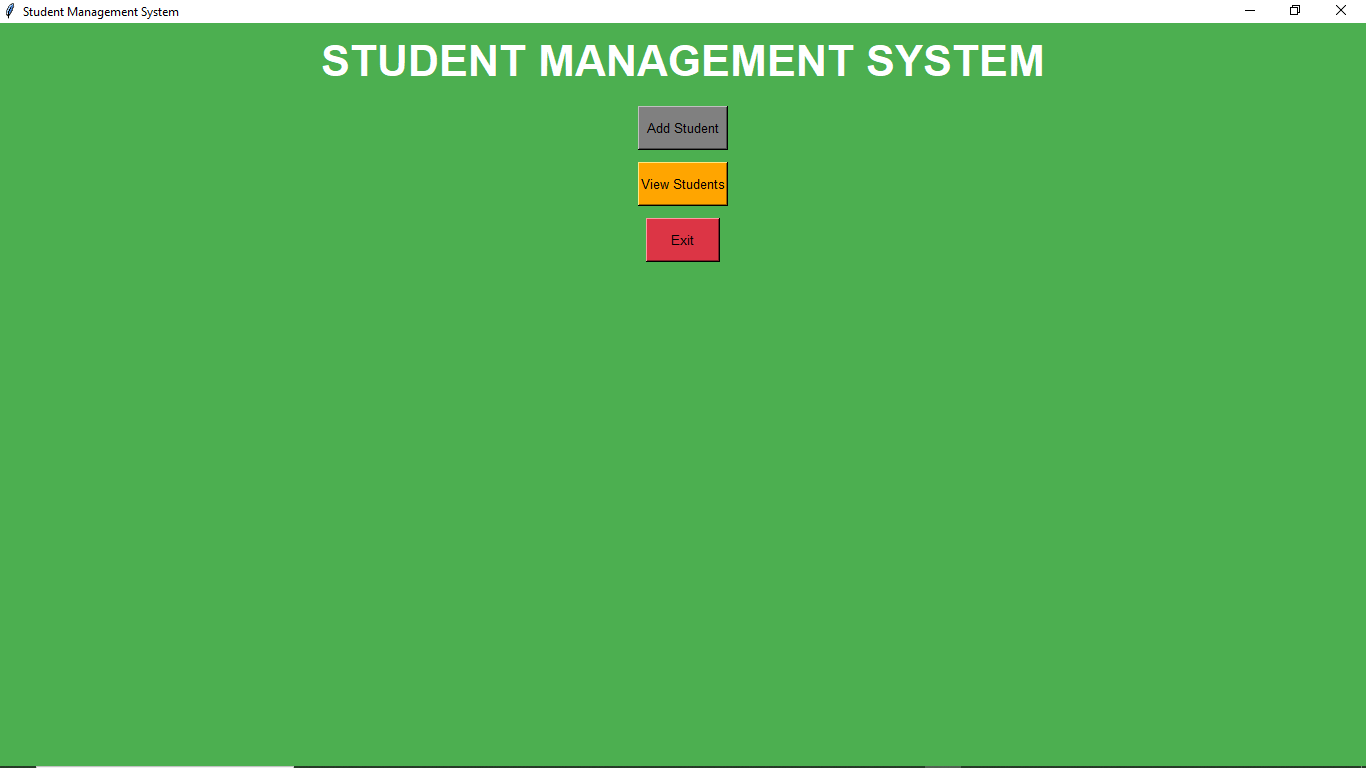 Student Management System
STUDENT MANAGEMENT SYSTEM
Add Student
View Students
Exit